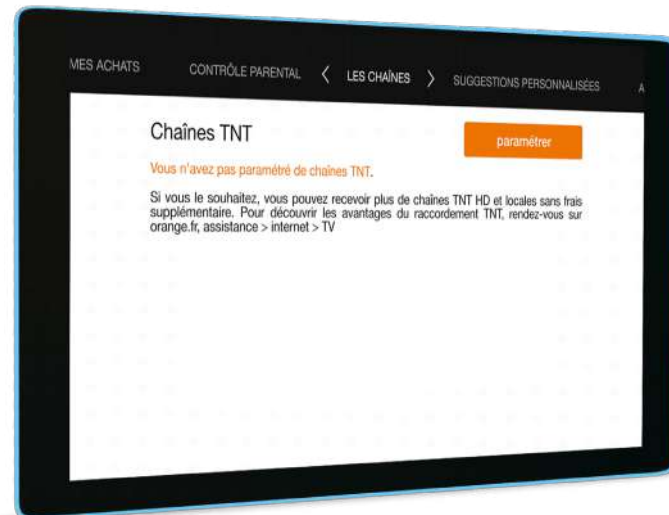 MES ACHATS CONTRÔLE PARENTAL < LES CHAÎNES > SUGGESTIONS PERSONNALISÉES A
Chaînes TNT
paramétrer
Vous n'avez pas paramétré de chaînes TNT.
Si vous le souhaitez, vous pouvez recevoir plus de chaînes TNT HD et locales sans frais
supplémentaire. Pour découvrir les avantages du raccordement TNT, rendez-vous sur
orange.fr, assistance > internet > TV